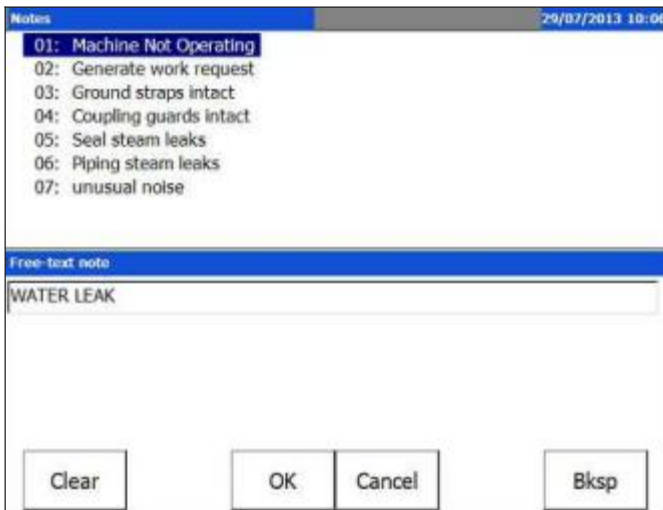 Notes 29/07/2013 10:06
01: Machine Not Operating
02: Generate work request
03: Ground straps intact
04: Coupling guards intact
05: Seal steam leaks
06: Piping steam leaks
07: unusual noise
Free-text note
WATER LEAK
Clear OK Cancel Bksp